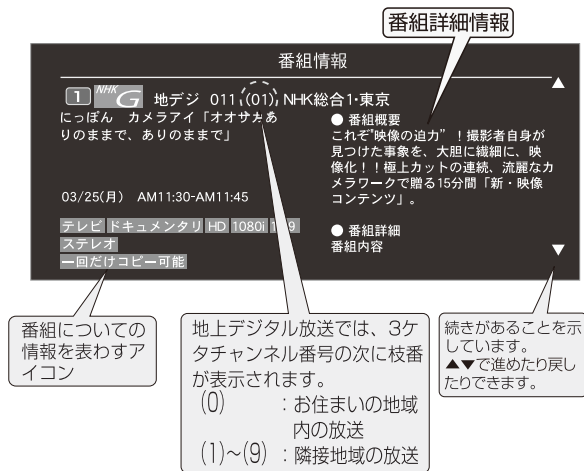 番組詳細情報
番組情報
1 NHK G 地デジ 011 (01) NHK総合1・東京
にっぽん カメラアイ「オオサカあ
りのままで、ありのままで」
03/25(月) AM11:30-AM11:45
テレビ ドキュメンタリ HD 1080i
ステレオ
一回だけコピー可能
● 番組概要
これぞ"映像の迫力"！撮影者自身が
見つけた事象を、大胆に繊細に、映
像化！！極上カットの連続、流麗なカ
メラワークで贈る15分間「新・映像
コンテンツ」。
● 番組詳細
番組内容
▲
▼
番組についての
情報を表わすア
イコン
地上デジタル放送では、3ケ
タチャンネル番号の次に枝番
が表示されます。
(0) : お住まいの地域
内の放送
(1)~(9) : 隣接地域の放送
続きがあることを示
しています。
▲▼で進めたり戻し
たりできます。